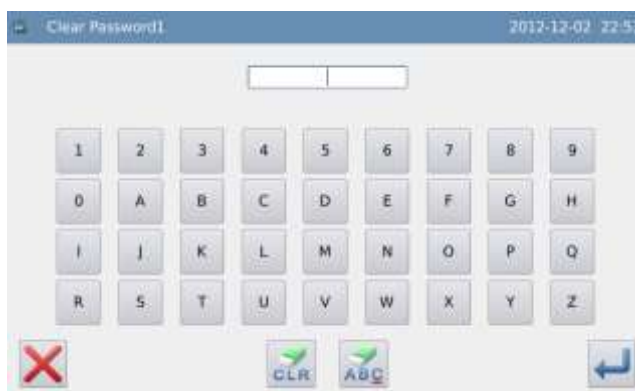 Clear Password1 2012-12-02 22:5
1 2 3 4 5 6 7 8 9
0 A B C D E F G H
I J K L M N O P Q
R S T U V W X Y Z
CLR ABC